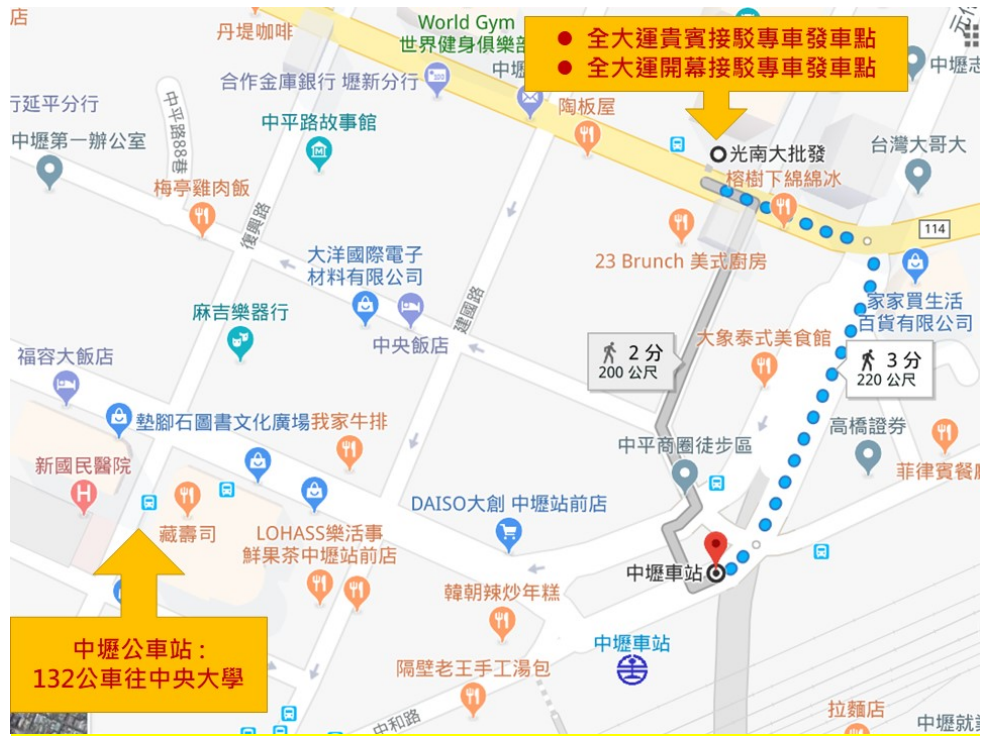 店
丹堤咖啡
World Gym
世界健身俱樂部
● 全大運貴賓接駁專車發車點
● 全大運開幕接駁專車發車點
中壢志
合作金庫銀行 壢新分行
中壢
行延平分行
中平路88巷
中平路故事館
陶板屋
中壢第一辦公室
光南大批發
台灣大哥大
梅亭雞肉飯
榕樹下綿綿冰
復興路
114
大洋國際電子
材料有限公司
23 Brunch 美式廚房
建國路
家家買生活
百貨有限公司
麻吉樂器行
中央飯店
2 分
200 公尺
大象泰式美食館
3 分
220 公尺
福容大飯店
墊腳石圖書文化廣場
我家牛排
中平商圈徒步區
高橋證券
新國民醫院
H
菲律賓餐廳
藏壽司
LOHASS樂活事
鮮果茶中壢站前店
DAISO大創 中壢站前店
中壢車站
韓朝辣炒年糕
中壢公車站：
132公車往中央大學
中壢車站
隔壁老王手工湯包
中和路
拉麵店
中壢就業